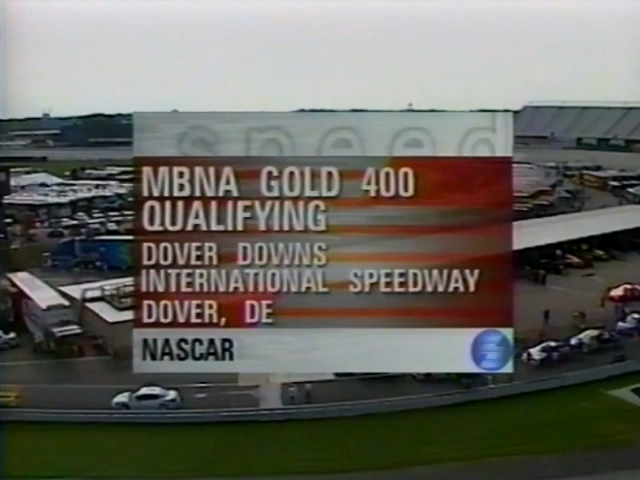 speed
MBNA GOLD 400
QUALIFYING
DOVER DOWNS
INTERNATIONAL SPEEDWAY
DOVER, DE
NASCAR